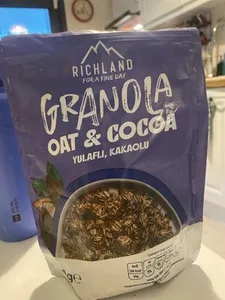 RICHLAND
FOR A FINE DAY
GRANOLA
OAT & COCOA
YULAFLI, KAKAOLU